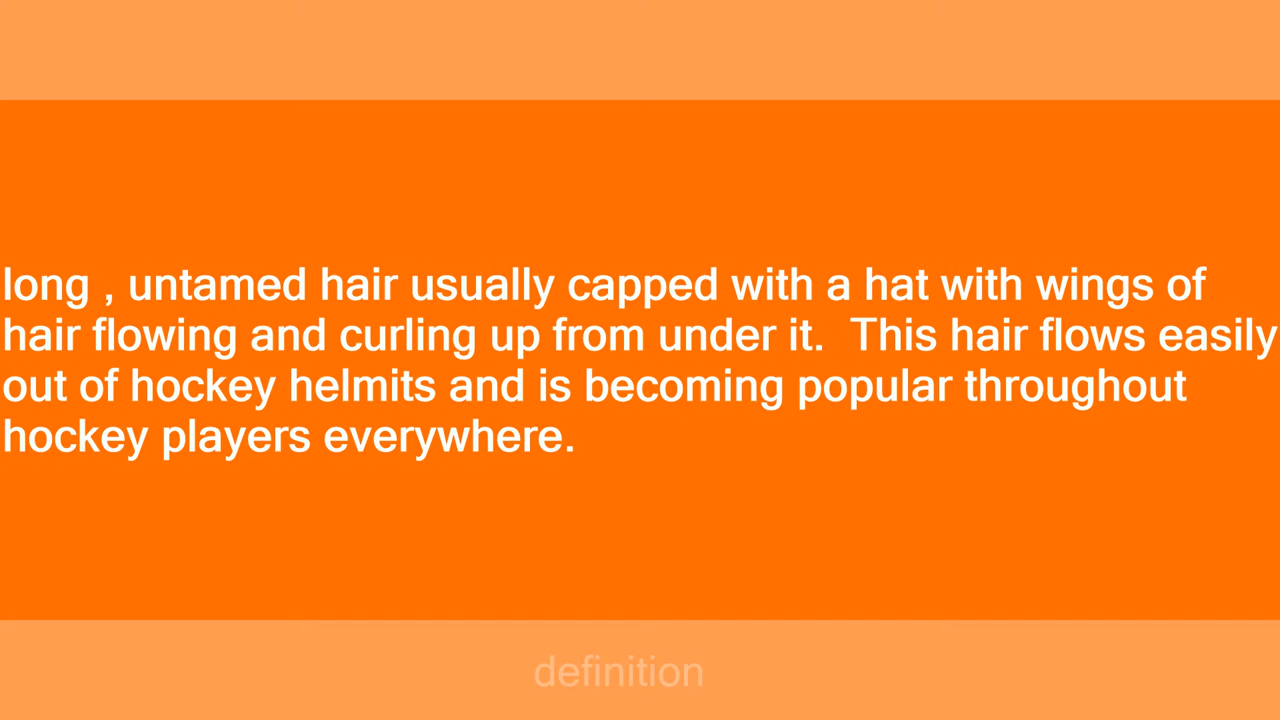 long , untamed hair usually capped with a hat with wings of
hair flowing and curling up from under it.  This hair flows easily
out of hockey helmits and is becoming popular throughout
hockey players everywhere.
definition